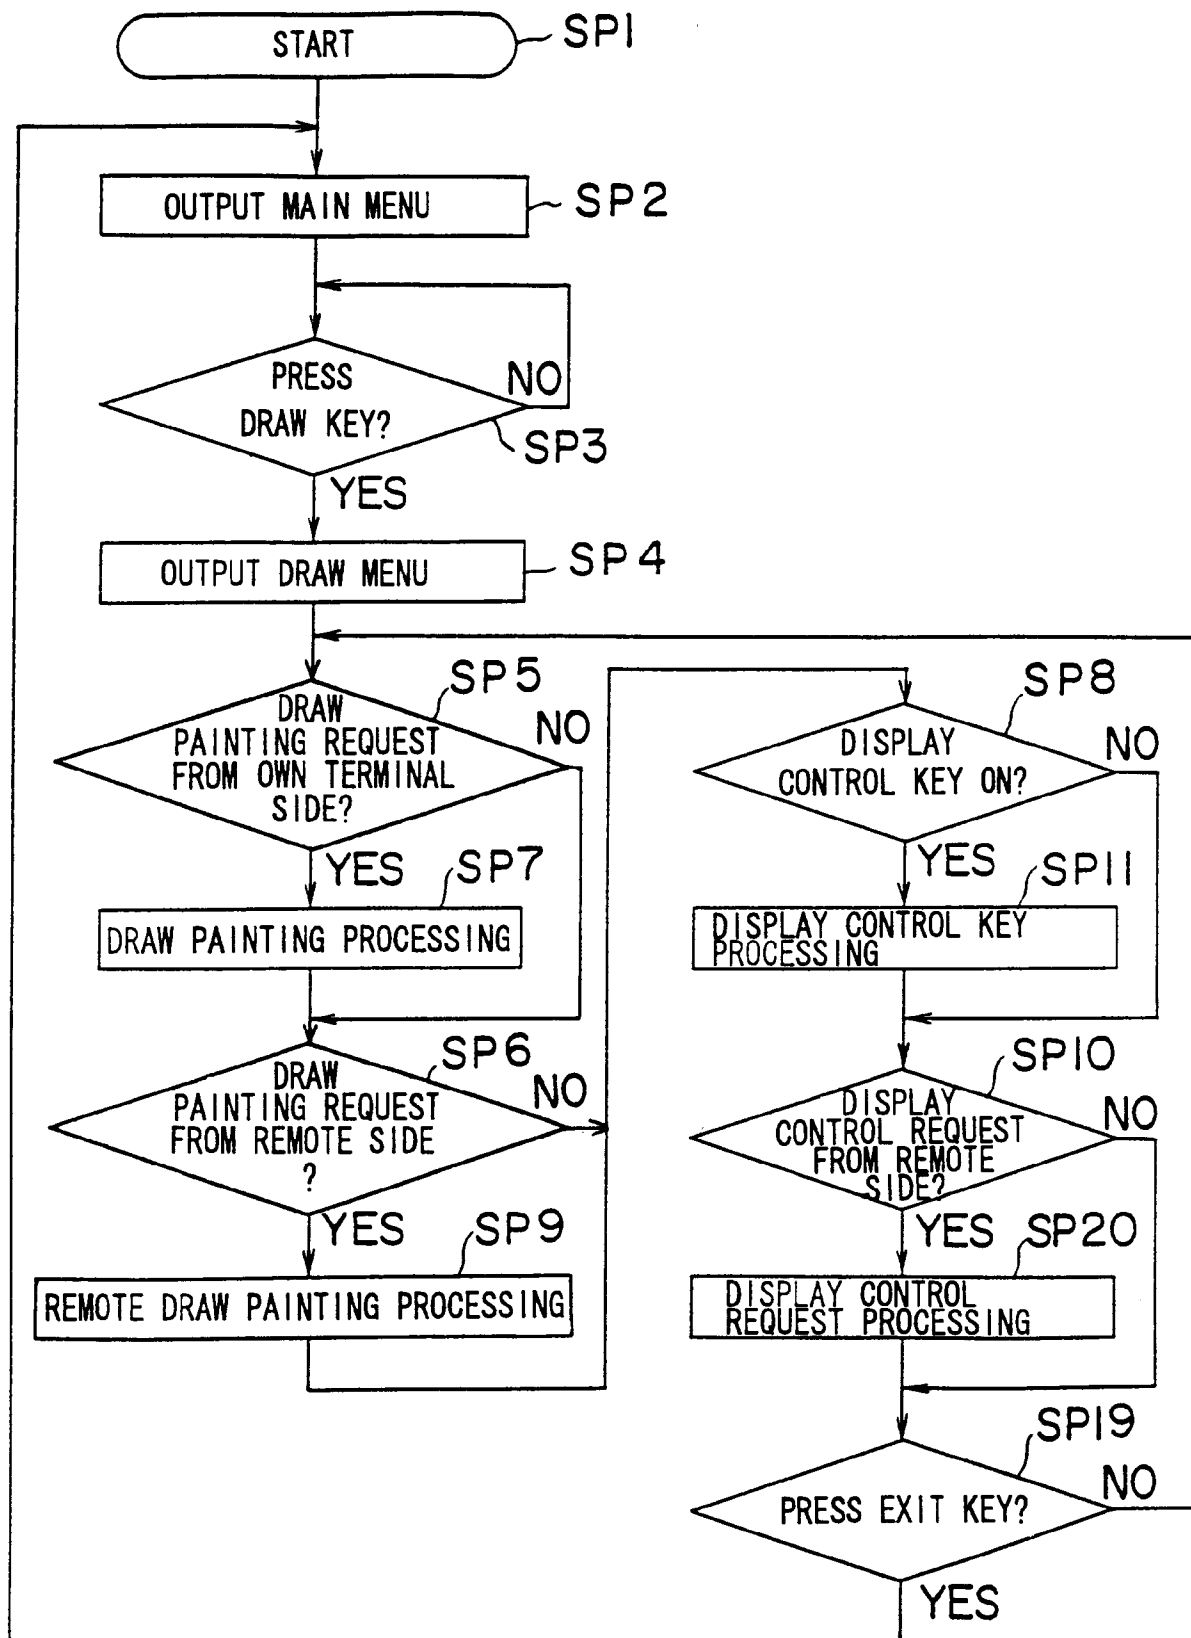 START
SP1
OUTPUT MAIN MENU
SP2
PRESS
DRAW KEY?
NO
SP3
YES
OUTPUT DRAW MENU
SP4
SP5
DRAW
PAINTING REQUEST
FROM OWN TERMINAL
SIDE?
NO
YES
SP7
DRAW PAINTING PROCESSING
SP6
DRAW
PAINTING REQUEST
FROM REMOTE SIDE
?
NO
YES
SP9
REMOTE DRAW PAINTING PROCESSING
SP8
DISPLAY
CONTROL KEY ON?
NO
YES
SP11
DISPLAY CONTROL KEY
PROCESSING
SP10
DISPLAY
CONTROL REQUEST
FROM REMOTE
SIDE?
NO
YES
SP20
DISPLAY CONTROL
REQUEST PROCESSING
SP19
PRESS EXIT KEY?
NO
YES